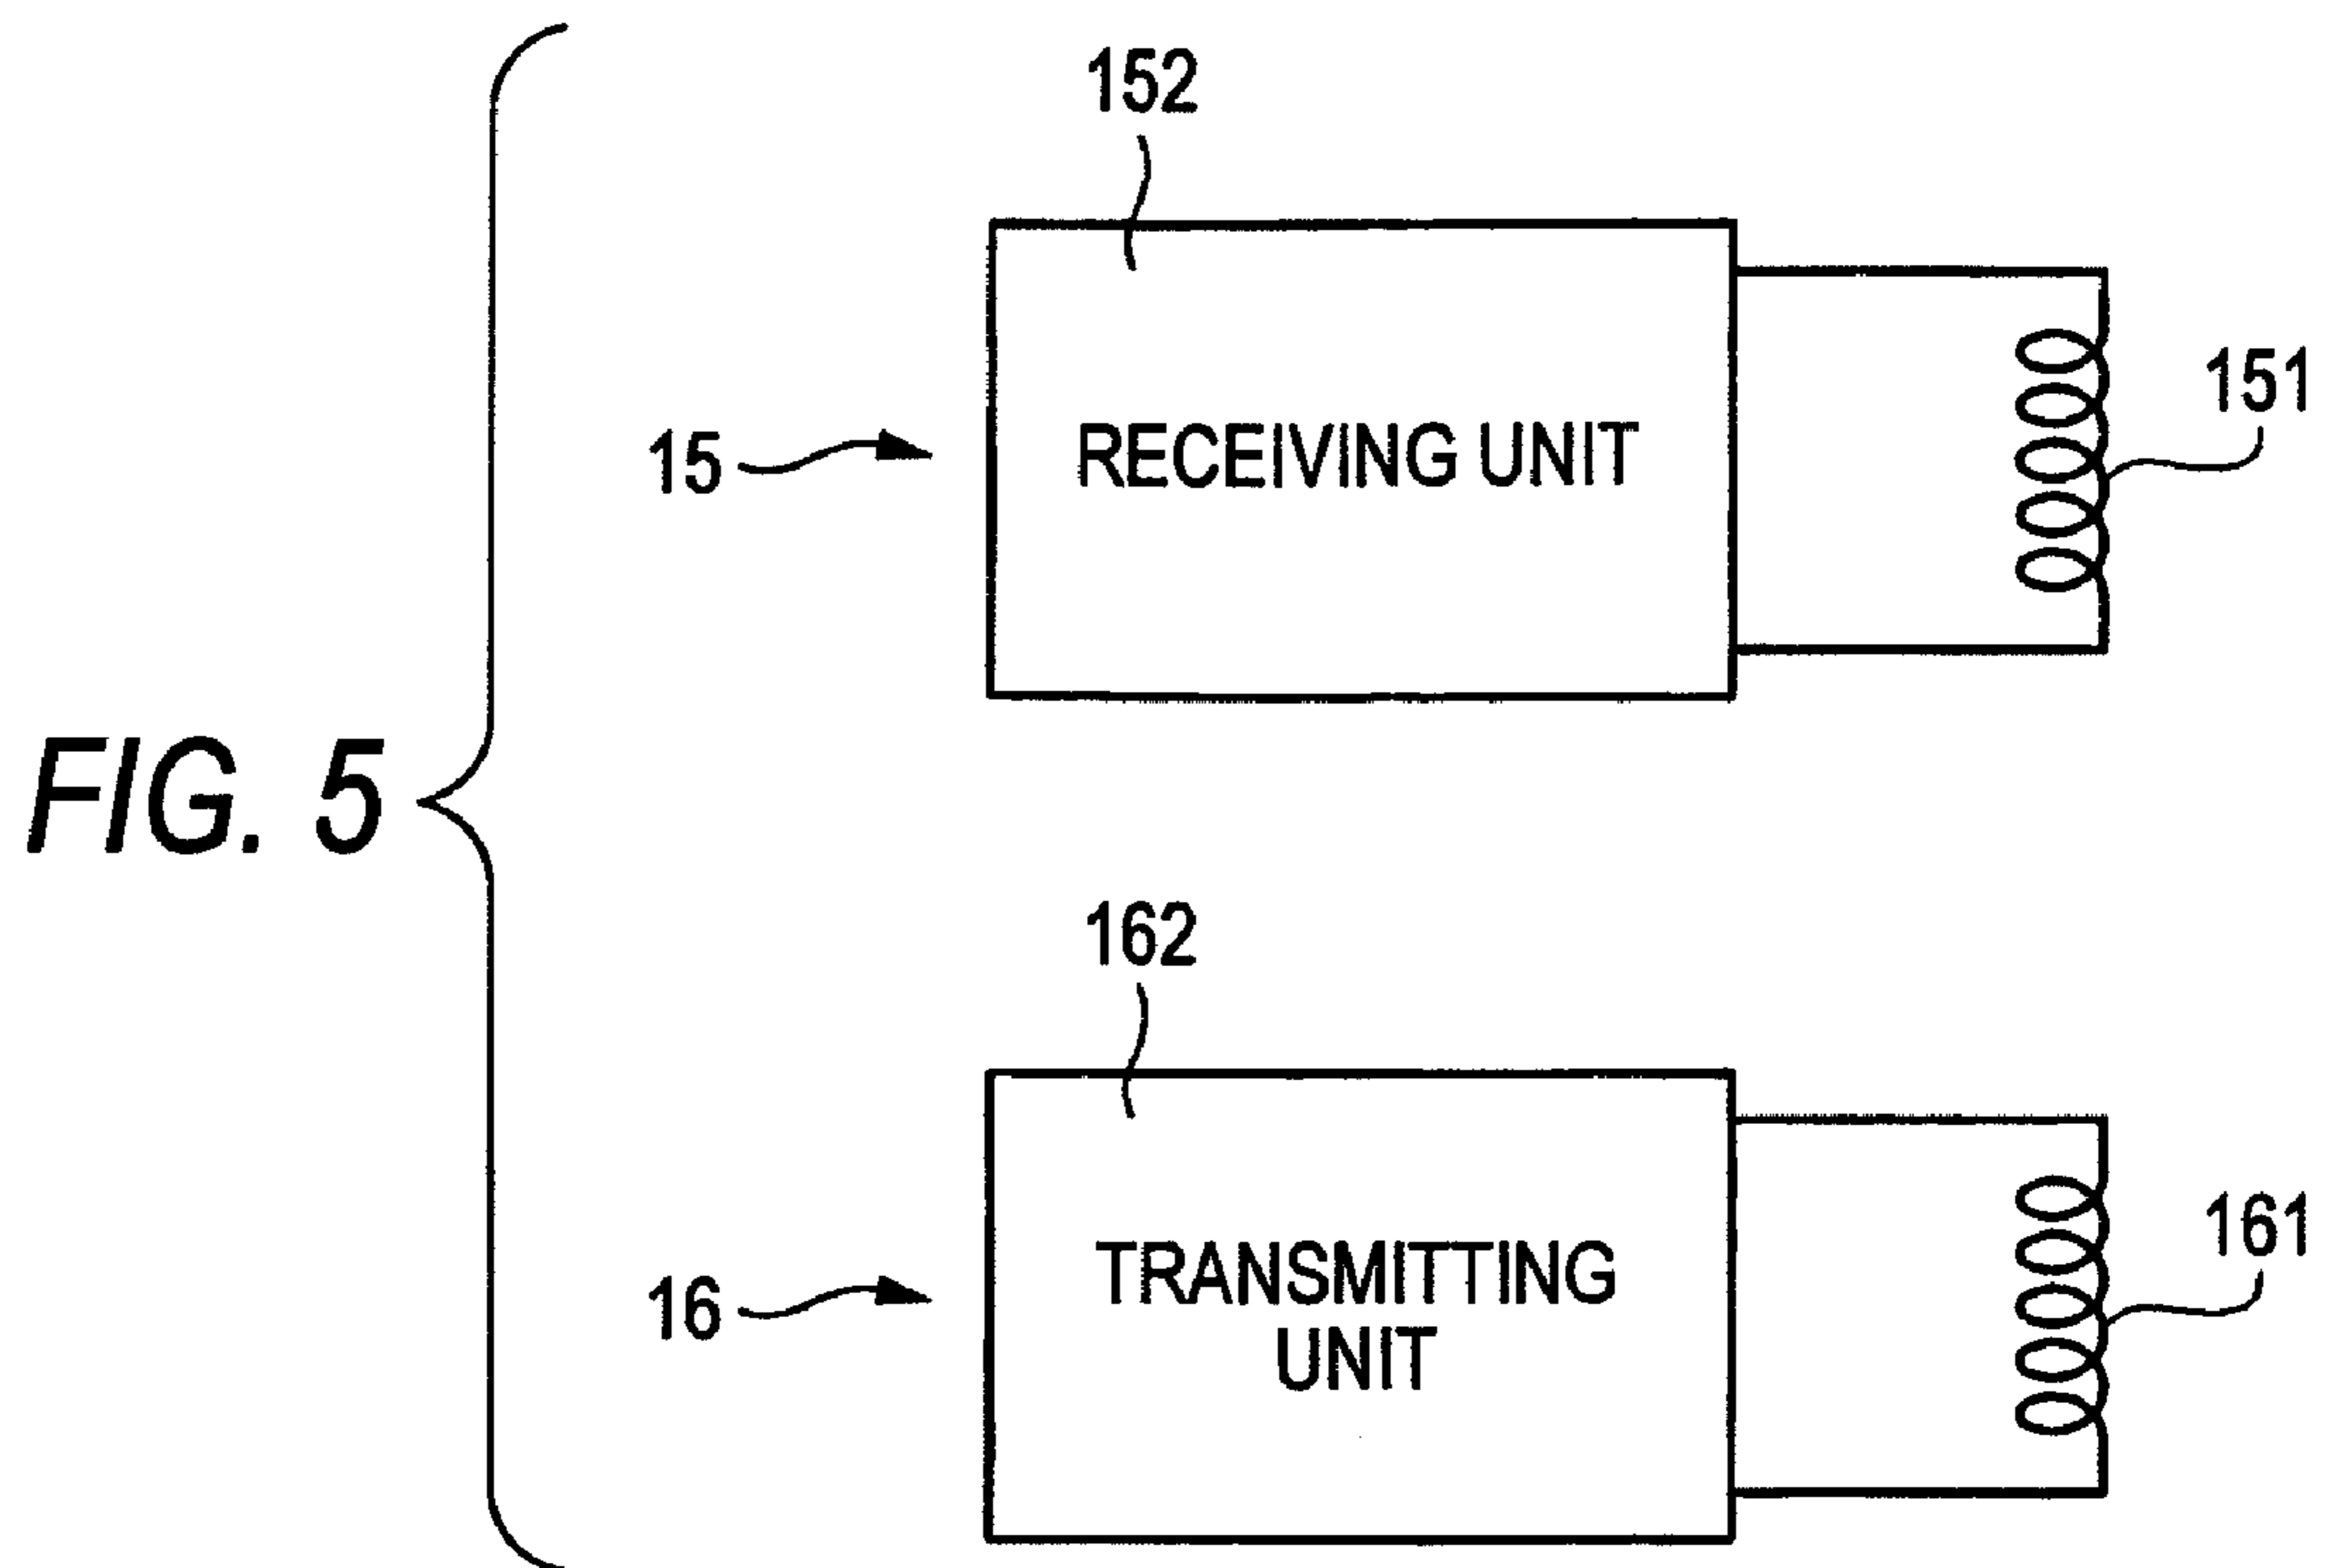 FIG. 5
152
15
RECEIVING UNIT
151
162
16
TRANSMITTING
UNIT
161